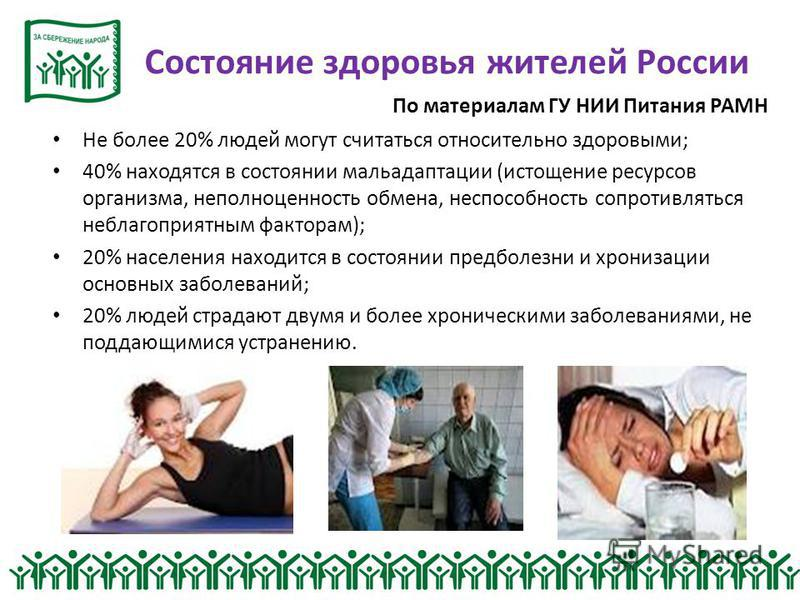 ЗА СБЕРЕЖЕНИЕ НАРОДА
Состояние здоровья жителей России
По материалам ГУ НИИ Питания РАМН
• Не более 20% людей могут считаться относительно здоровыми;
• 40% находятся в состоянии мальадаптации (истощение ресурсов
организма, неполноценность обмена, неспособность сопротивляться
неблагоприятным факторам);
• 20% населения находится в состоянии предболезни и хронизации
основных заболеваний;
• 20% людей страдают двумя и более хроническими заболеваниями, не
поддающимися устранению.
MyShared